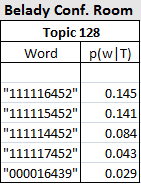 Belady Conf. Room
Topic 128
Word p(w|T)
"111116452" 0.145
"111115452" 0.141
"111114452" 0.084
"111117452" 0.043
"000016439" 0.029